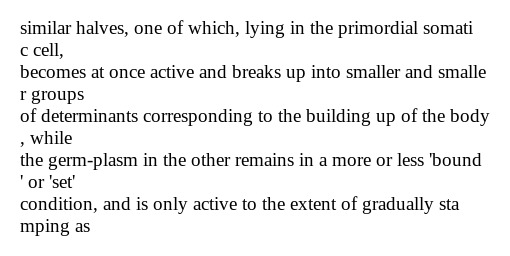 similar halves, one of which, lying in the primordial somati
c cell,
becomes at once active and breaks up into smaller and smalle
r groups
of determinants corresponding to the building up of the body
, while
the germ-plasm in the other remains in a more or less 'bound
' or 'set'
condition, and is only active to the extent of gradually sta
mping as